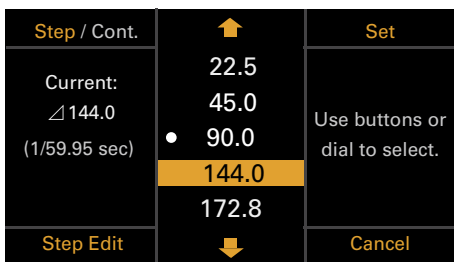 Step / Cont.
Current:
⊿144.0
(1/59.95 sec)
Step Edit
22.5
45.0
90.0
144.0
172.8
Set
Use buttons or
dial to select.
Cancel